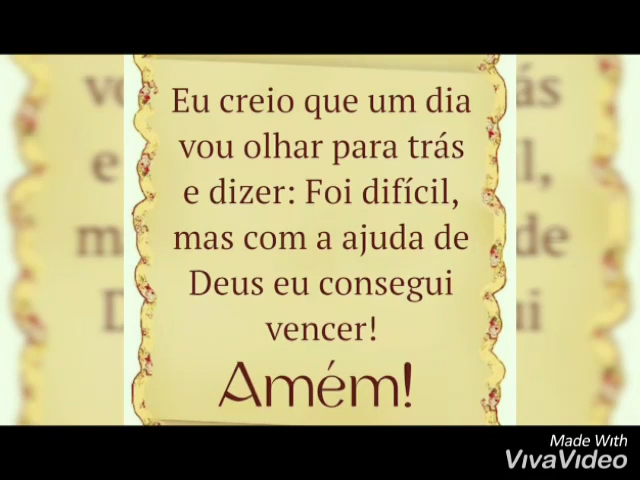 Eu creio que um dia
vou olhar para trás
e dizer: Foi difícil,
mas com a ajuda de
Deus eu consegui
vencer!
Amém!
Made With
VivaVideo